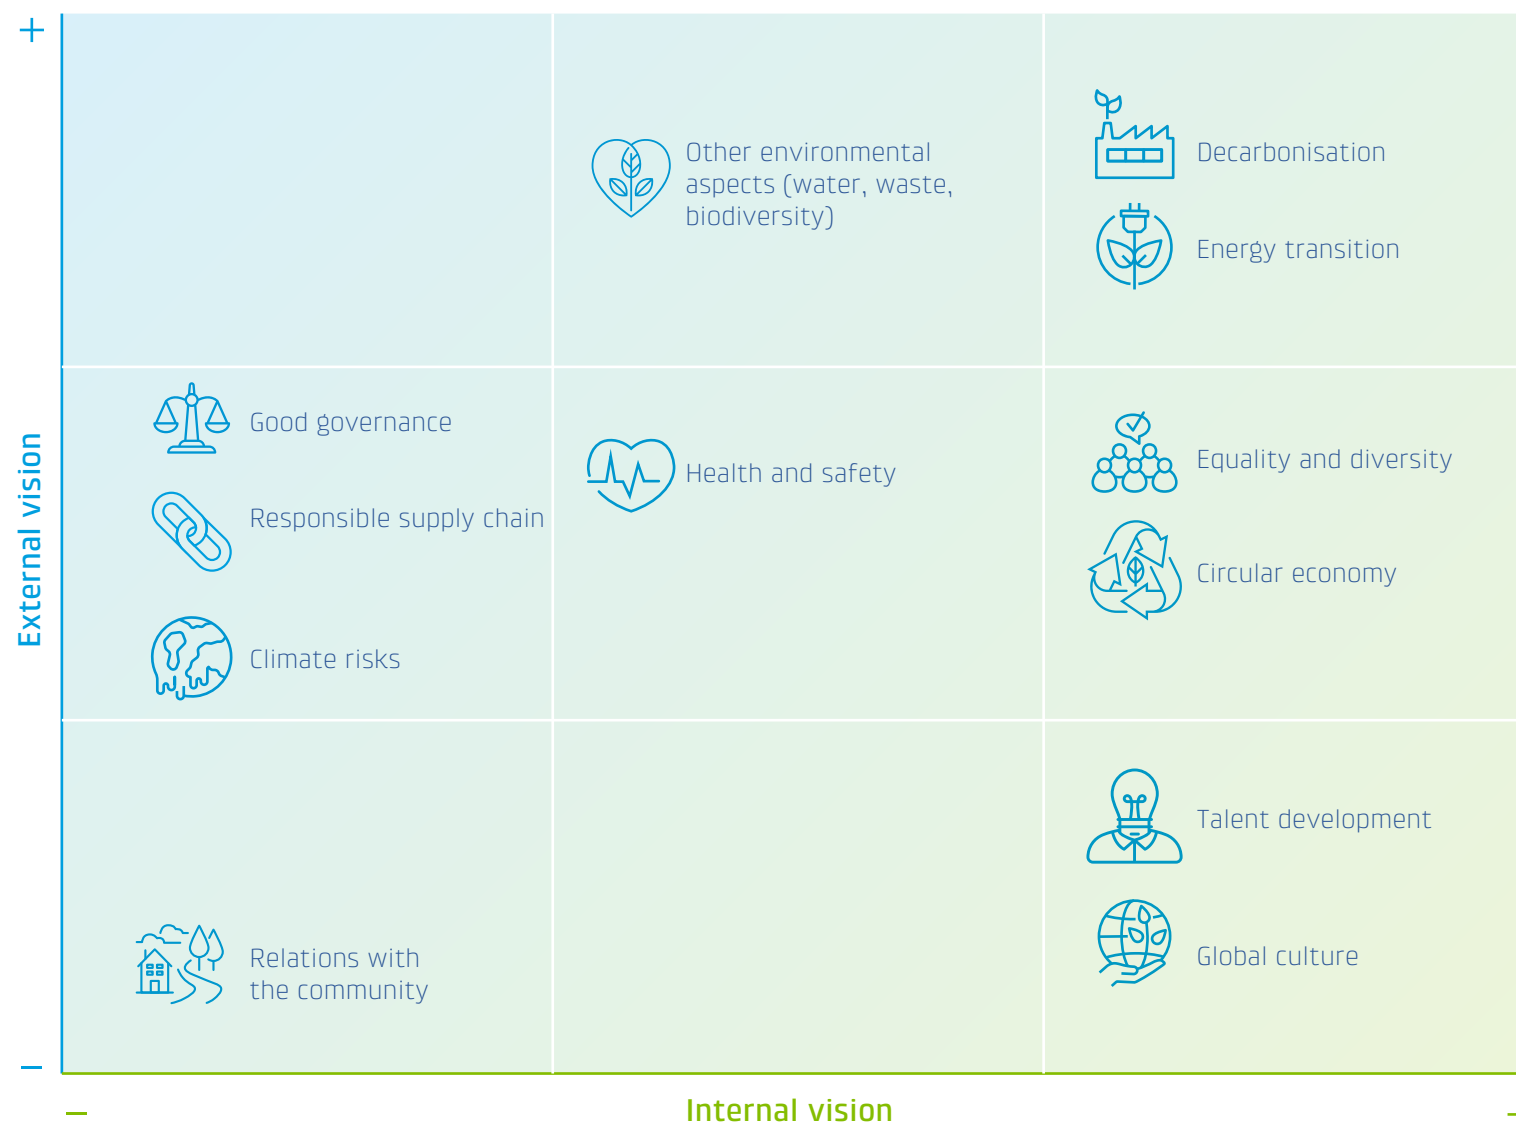 +
Other environmental
aspects (water, waste,
biodiversity)
Decarbonisation
Energy transition
External vision
Good governance
Responsible supply chain
Climate risks
Health and safety
Equality and diversity
Circular economy
Relations with
the community
Talent development
Global culture
–
–
Internal vision